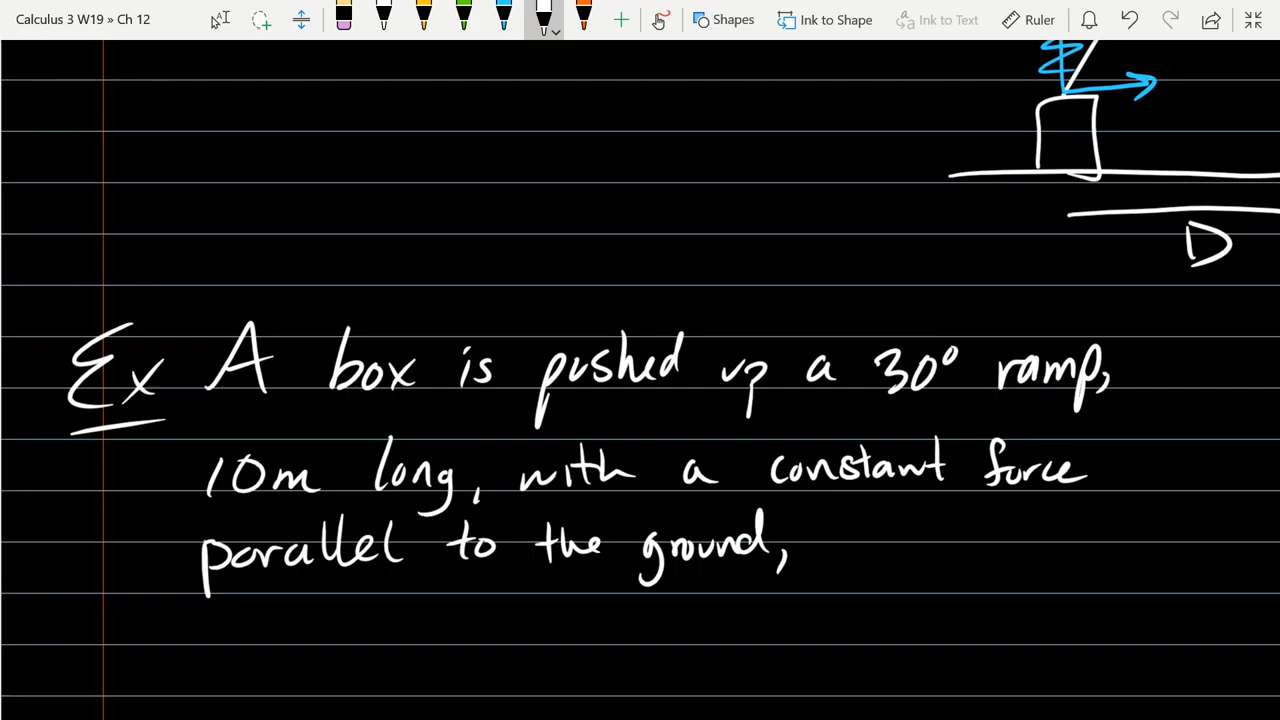 Calculus 3 W19 » Ch 12
Shapes
Ink to Shape
Ink to Text
Ruler
D
Ex A box is pushed up a 30° ramp,
10m long, with a constant force
parallel to the ground,